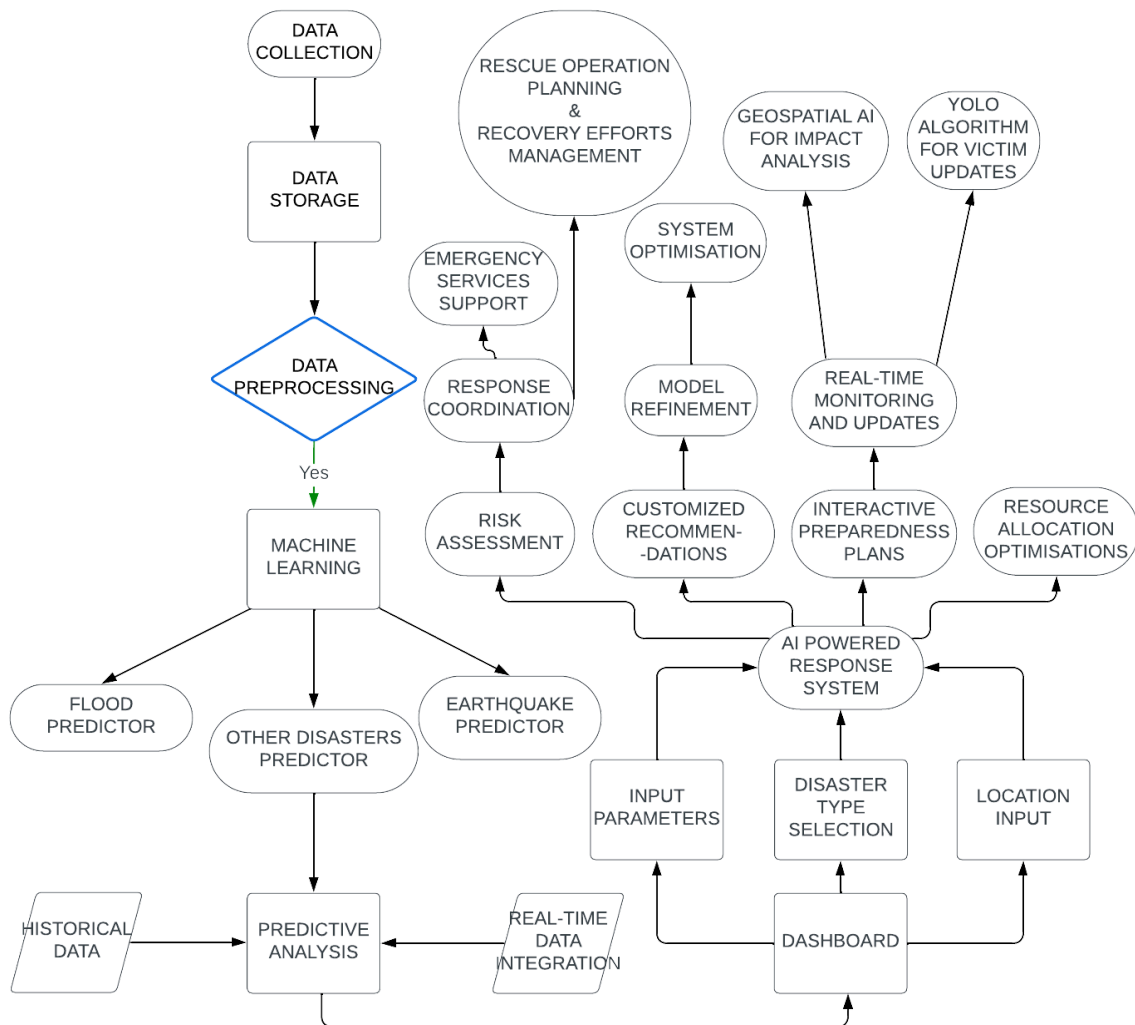 DATA
COLLECTION
DATA
STORAGE
DATA
PREPROCESSING
Yes
MACHINE
LEARNING
FLOOD
PREDICTOR
OTHER DISASTERS
PREDICTOR
EARTHQUAKE
PREDICTOR
HISTORICAL
DATA
PREDICTIVE
ANALYSIS
REAL-TIME
DATA
INTEGRATION
RESCUE OPERATION
PLANNING
&
RECOVERY EFFORTS
MANAGEMENT
EMERGENCY
SERVICES
SUPPORT
RESPONSE
COORDINATION
RISK
ASSESSMENT
SYSTEM
OPTIMISATION
MODEL
REFINEMENT
CUSTOMIZED
RECOMMEN-
-DATIONS
GEOSPATIAL AI
FOR IMPACT
ANALYSIS
YOLO
ALGORITHM
FOR VICTIM
UPDATES
REAL-TIME
MONITORING
AND UPDATES
INTERACTIVE
PREPAREDNESS
PLANS
RESOURCE
ALLOCATION
OPTIMISATIONS
AI POWERED
RESPONSE
SYSTEM
INPUT
PARAMETERS
DISASTER
TYPE
SELECTION
LOCATION
INPUT
DASHBOARD